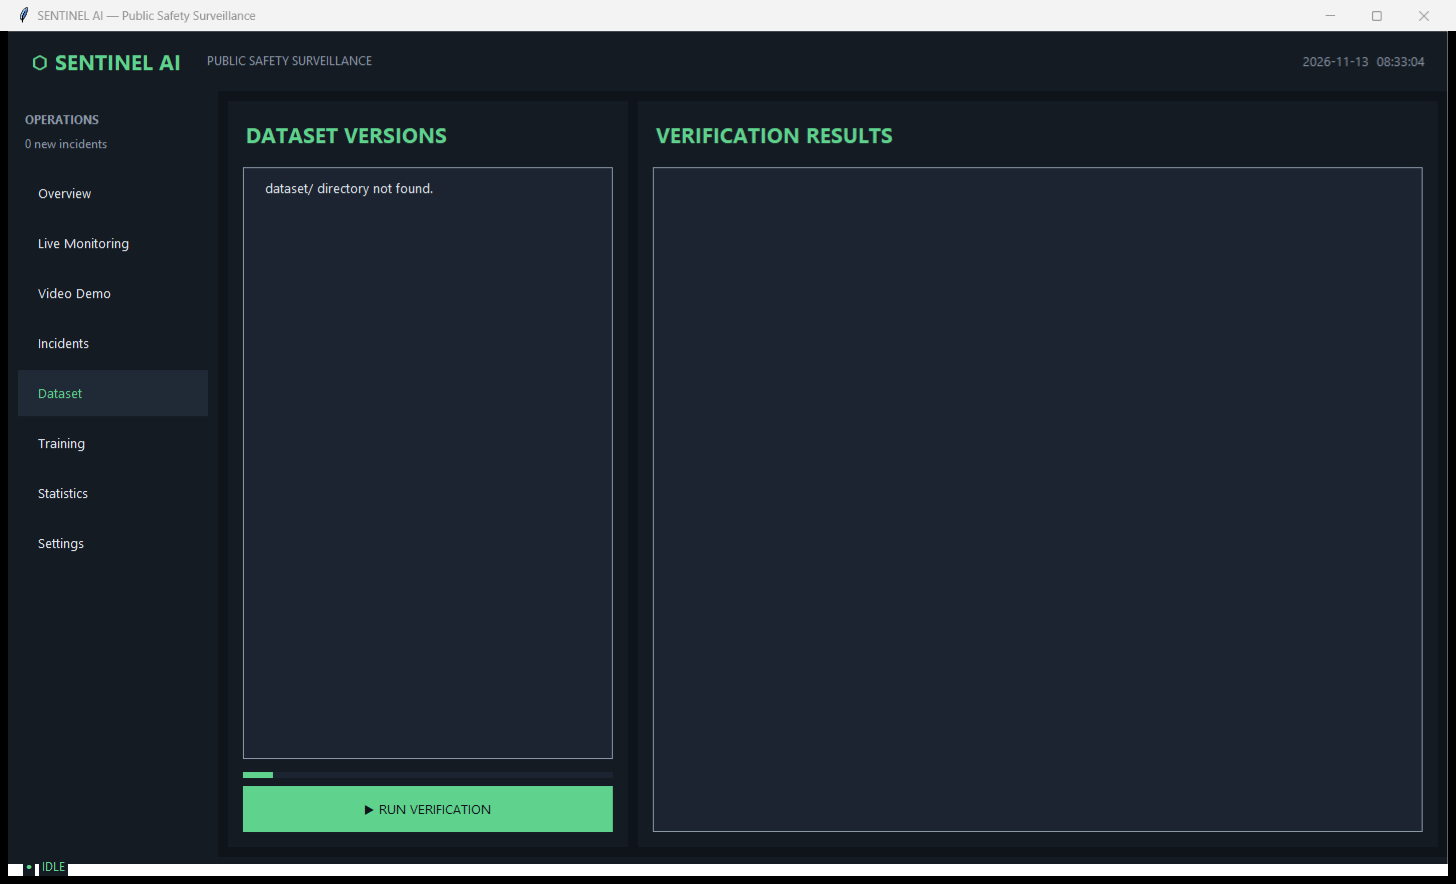 SENTINEL AI — Public Safety Surveillance
⬡ SENTINEL AI
PUBLIC SAFETY SURVEILLANCE
2026-11-13 08:33:04
OPERATIONS
0 new incidents
Overview
Live Monitoring
Video Demo
Incidents
Dataset
Training
Statistics
Settings
DATASET VERSIONS
dataset/ directory not found.
▶ RUN VERIFICATION
VERIFICATION RESULTS
● IDLE